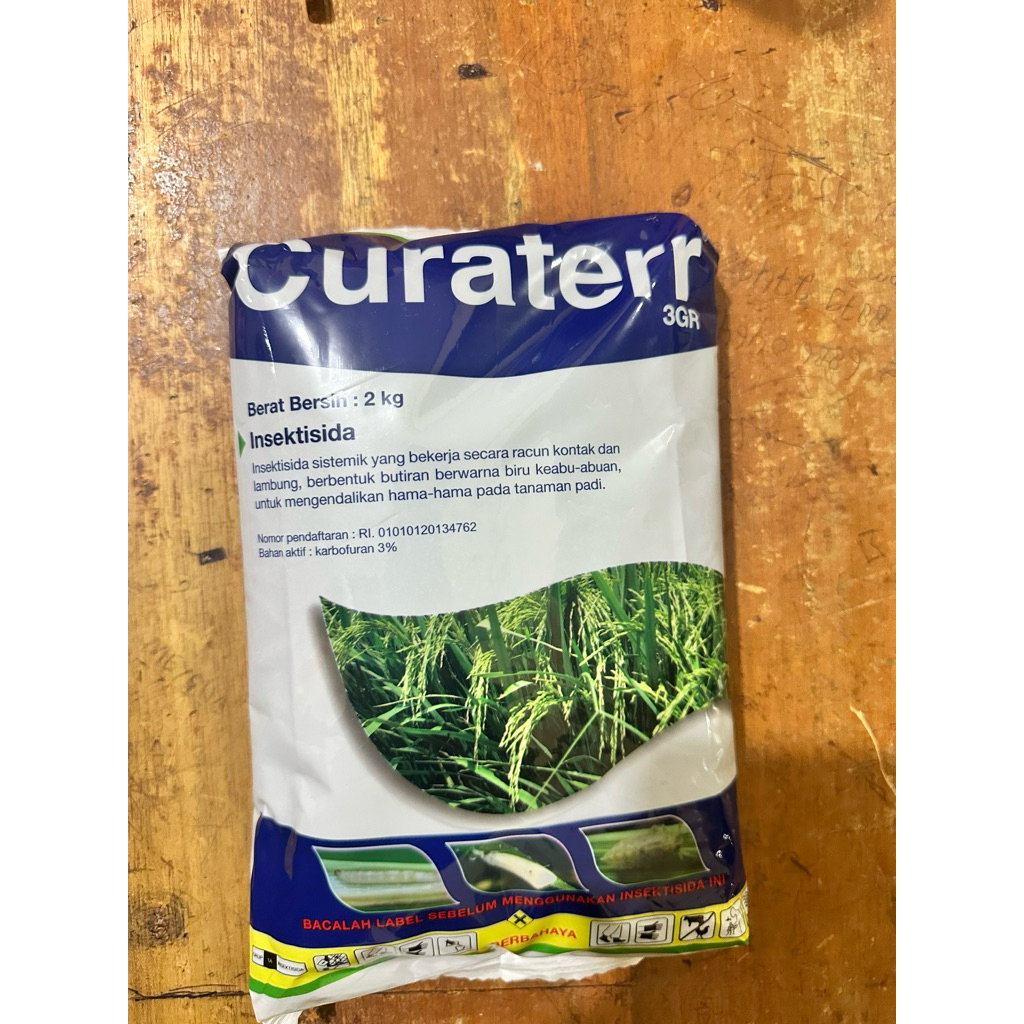 Curaterr
3GR
Berat Bersih : 2 kg
Insektisida
Insektisida sistemik yang bekerja secara racun kontak dan
lambung, berbentuk butiran berwarna biru keabu-abuan,
untuk mengendalikan hama-hama pada tanaman padi.
Nomor pendaftaran : RI. 01010120134762
Bahan aktif : karbofuran 3%
BACALAH LABEL SEBELUM MENGGUNAKAN INSEKTISIDA INI
BERBAHAYA
1A INSEKTISIDA